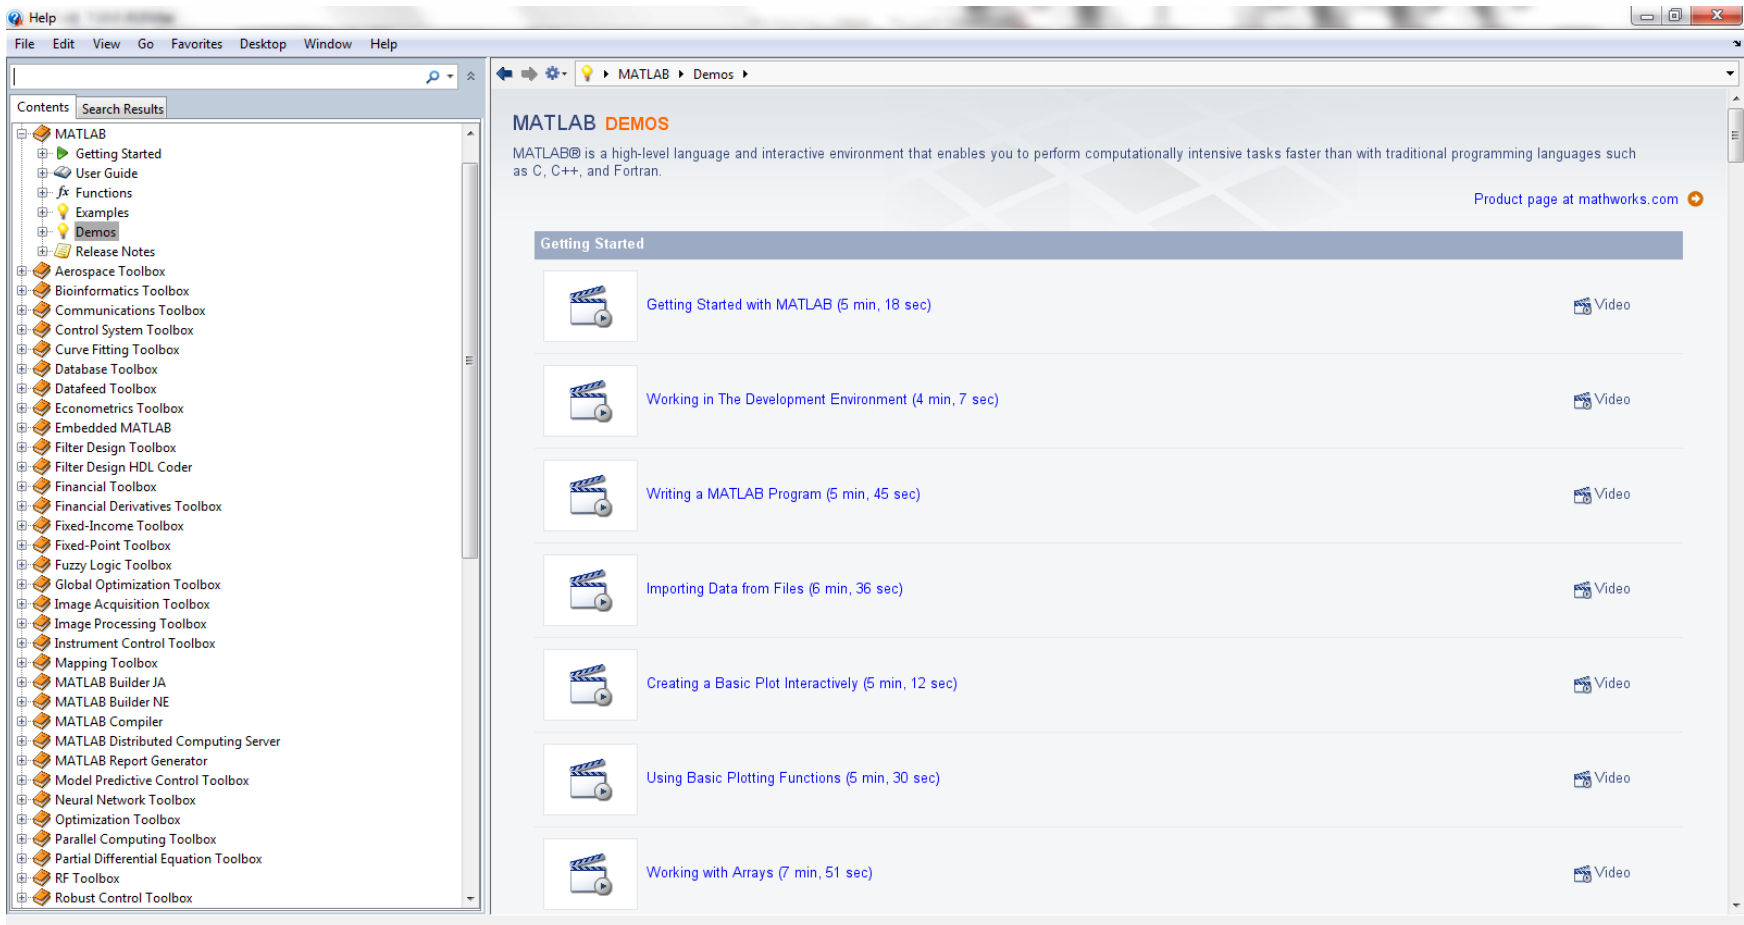 Help
File Edit View Go Favorites Desktop Window Help
MATLAB Demos
Contents Search Results
MATLAB
Getting Started
User Guide
fx Functions
Examples
Demos
Release Notes
Aerospace Toolbox
Bioinformatics Toolbox
Communications Toolbox
Control System Toolbox
Curve Fitting Toolbox
Database Toolbox
Datafeed Toolbox
Econometrics Toolbox
Embedded MATLAB
Filter Design Toolbox
Filter Design HDL Coder
Financial Toolbox
Financial Derivatives Toolbox
Fixed-Income Toolbox
Fixed-Point Toolbox
Fuzzy Logic Toolbox
Global Optimization Toolbox
Image Acquisition Toolbox
Image Processing Toolbox
Instrument Control Toolbox
Mapping Toolbox
MATLAB Builder JA
MATLAB Builder NE
MATLAB Compiler
MATLAB Distributed Computing Server
MATLAB Report Generator
Model Predictive Control Toolbox
Neural Network Toolbox
Optimization Toolbox
Parallel Computing Toolbox
Partial Differential Equation Toolbox
RF Toolbox
Robust Control Toolbox
MATLAB DEMOS
MATLAB® is a high-level language and interactive environment that enables you to perform computationally intensive tasks faster than with traditional programming languages such
as C, C++, and Fortran.
Product page at mathworks.com
Getting Started
Getting Started with MATLAB (5 min, 18 sec) Video
Working in The Development Environment (4 min, 7 sec) Video
Writing a MATLAB Program (5 min, 45 sec) Video
Importing Data from Files (6 min, 36 sec) Video
Creating a Basic Plot Interactively (5 min, 12 sec) Video
Using Basic Plotting Functions (5 min, 30 sec) Video
Working with Arrays (7 min, 51 sec) Video